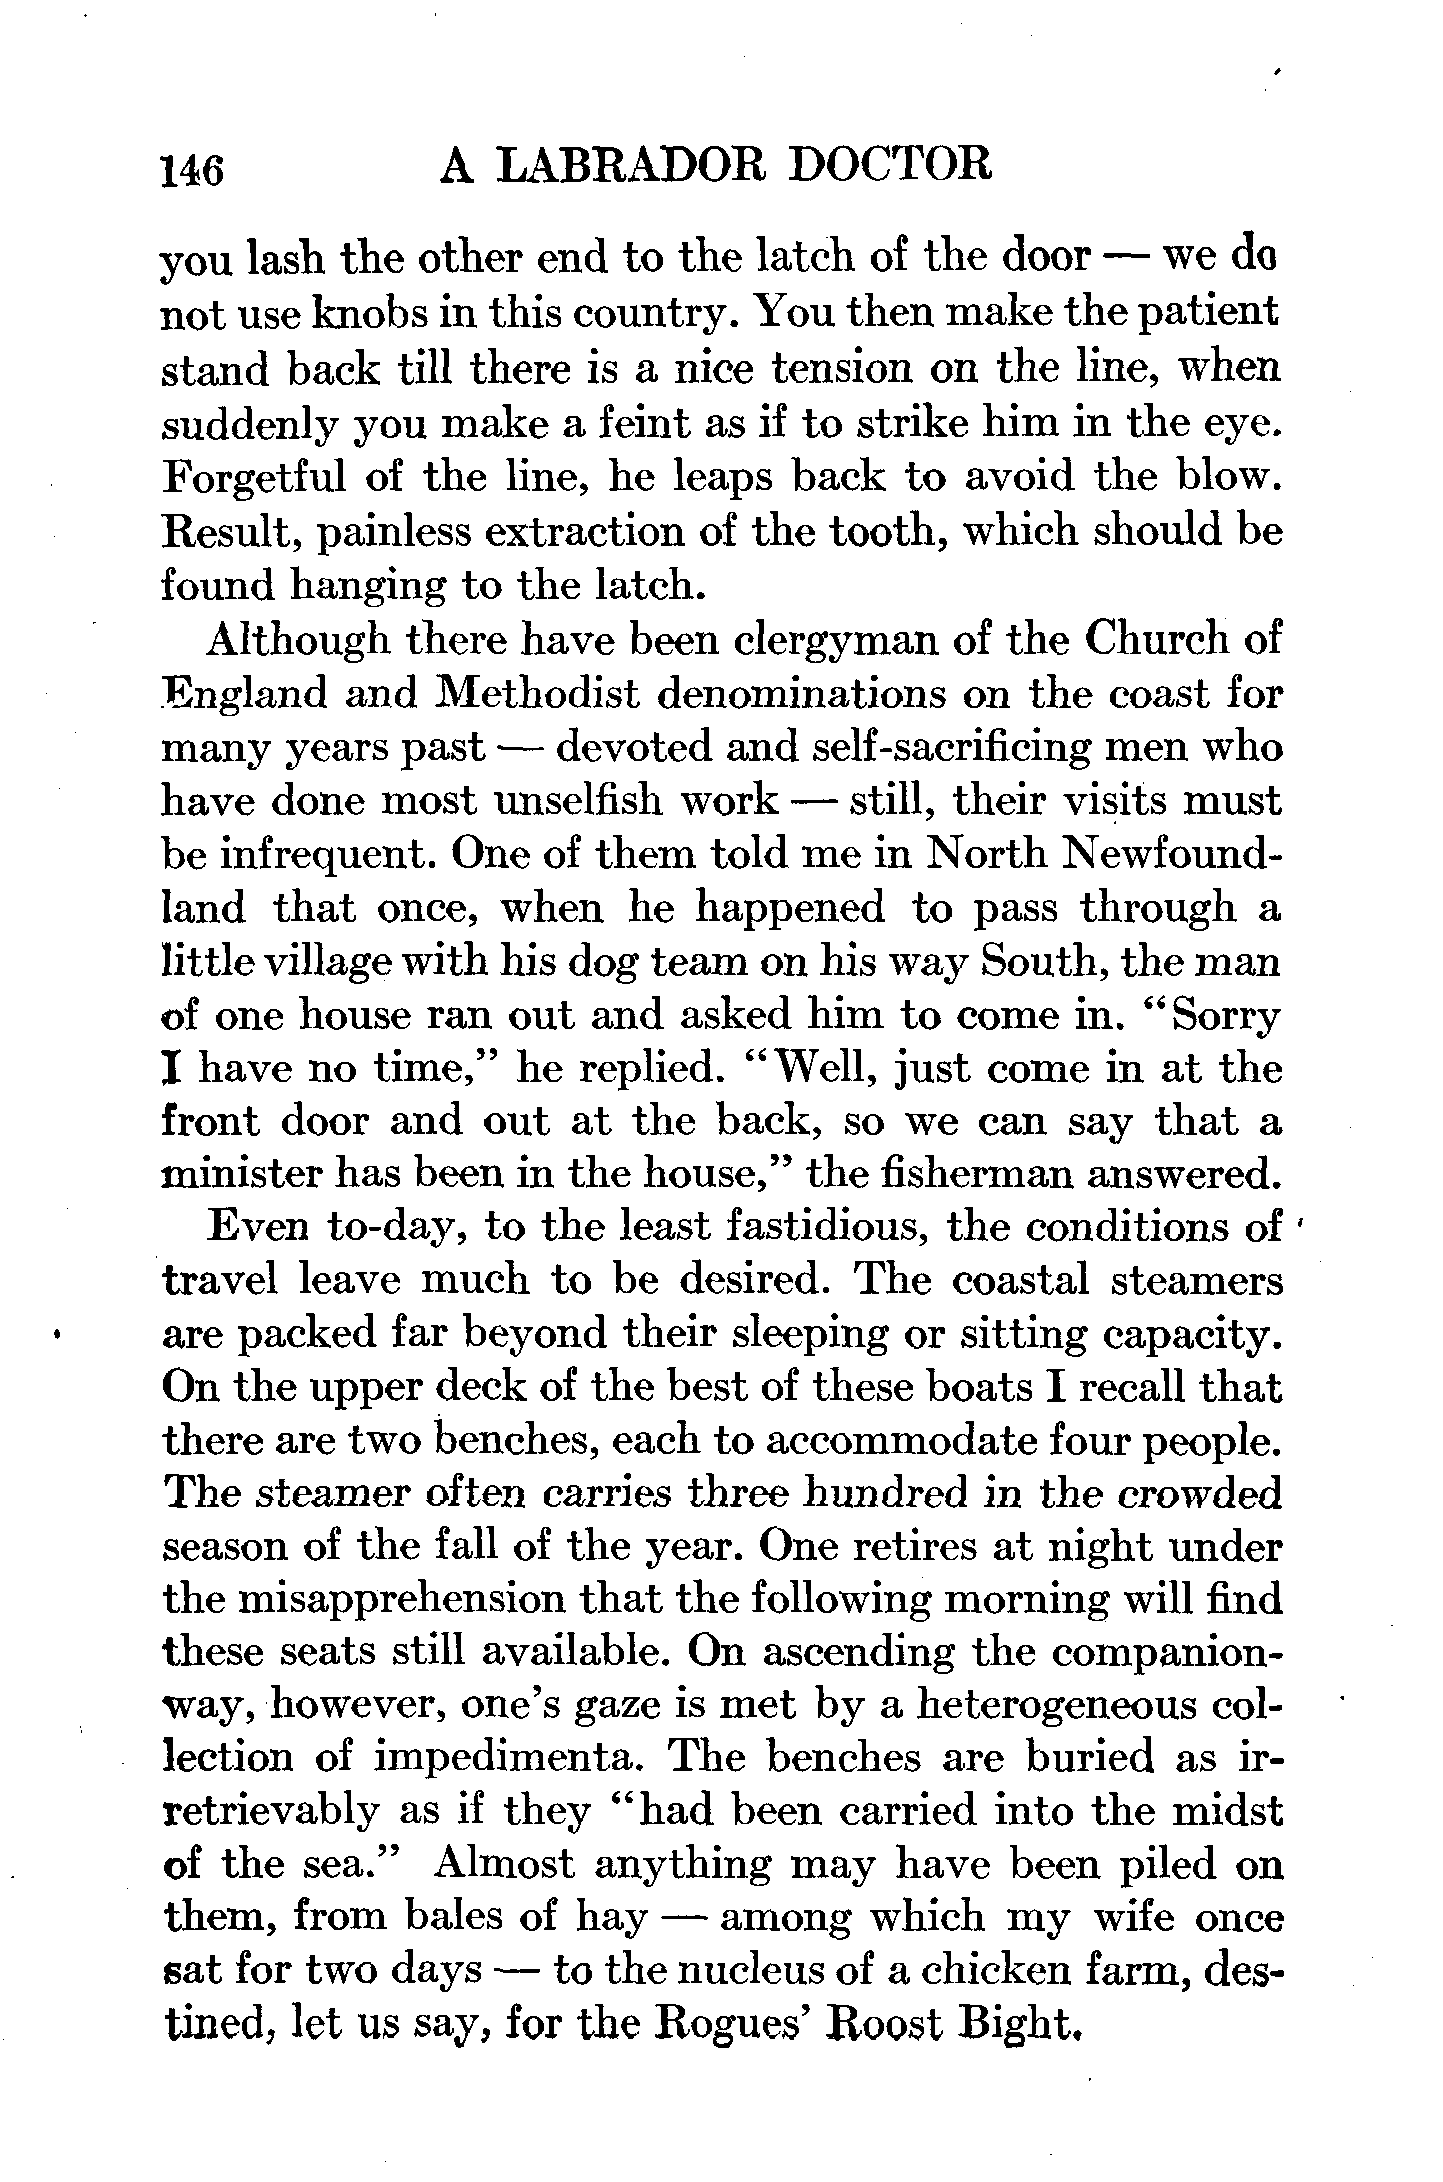 146 A LABRADOR DOCTOR
you lash the other end to the latch of the door — we do
not use knobs in this country. You then make the patient
stand back till there is a nice tension on the line, when
suddenly you make a feint as if to strike him in the eye.
Forgetful of the line, he leaps back to avoid the blow.
Result, painless extraction of the tooth, which should be
found hanging to the latch.
Although there have been clergyman of the Church of
England and Methodist denominations on the coast for
many years past — devoted and self-sacrificing men who
have done most unselfish work — still, their visits must
be infrequent. One of them told me in North Newfound-
land that once, when he happened to pass through a
little village with his dog team on his way South, the man
of one house ran out and asked him to come in. “Sorry
I have no time,” he replied. “Well, just come in at the
front door and out at the back, so we can say that a
minister has been in the house,” the fisherman answered.
Even to-day, to the least fastidious, the conditions of
travel leave much to be desired. The coastal steamers
are packed far beyond their sleeping or sitting capacity.
On the upper deck of the best of these boats I recall that
there are two benches, each to accommodate four people.
The steamer often carries three hundred in the crowded
season of the fall of the year. One retires at night under
the misapprehension that the following morning will find
these seats still available. On ascending the companion-
way, however, one’s gaze is met by a heterogeneous col-
lection of impedimenta. The benches are buried as ir-
retrievably as if they “had been carried into the midst
of the sea.” Almost anything may have been piled on
them, from bales of hay — among which my wife once
sat for two days — to the nucleus of a chicken farm, des-
tined, let us say, for the Rogues’ Roost Bight.